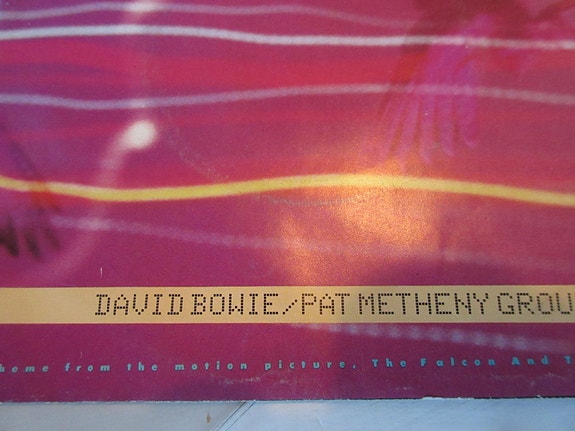 DAVID BOWIE/PAT METHENY GROU
heme from the motion picture, The Falcon And T